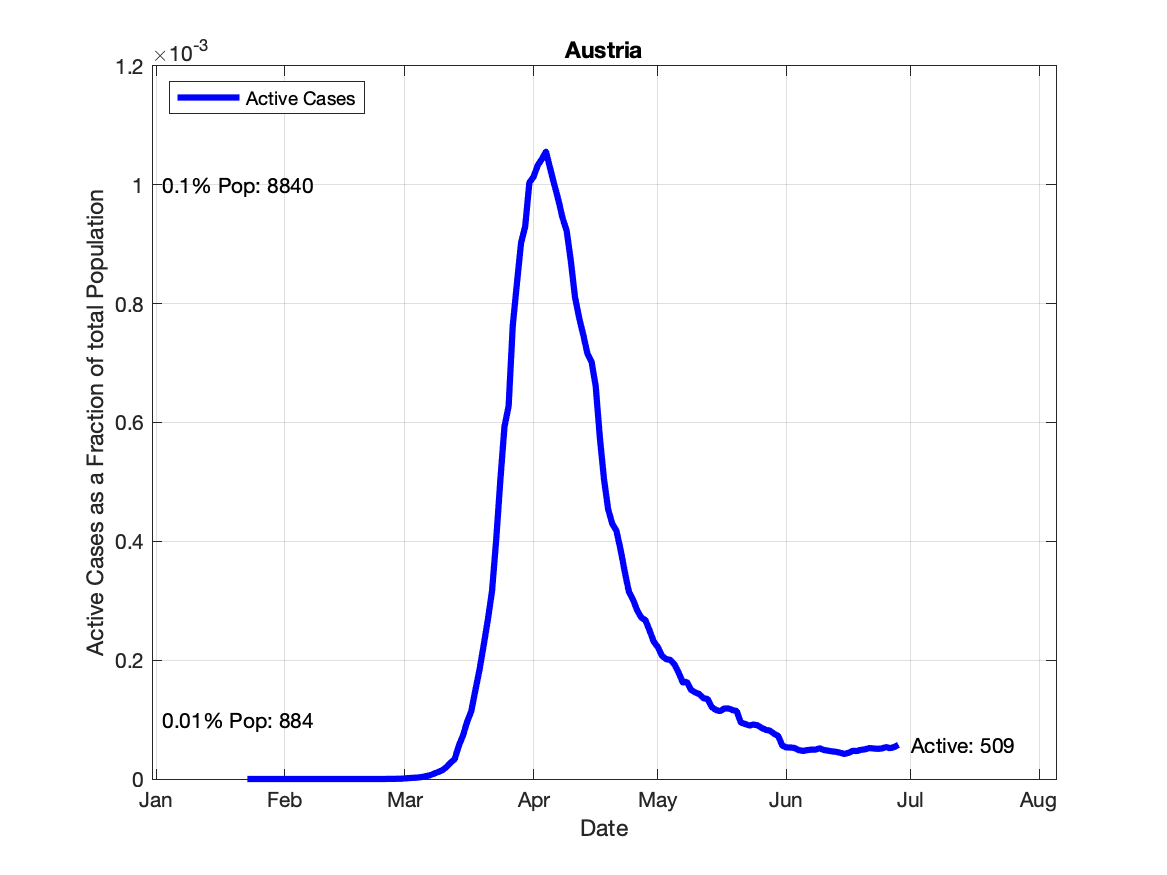 Austria
×10-3
1.2
1
0.8
0.6
0.4
0.2
0
Active Cases
0.1% Pop: 8840
0.01% Pop: 884
Active: 509
Active Cases as a Fraction of total Population
Jan Feb Mar Apr May Jun Jul Aug
Date